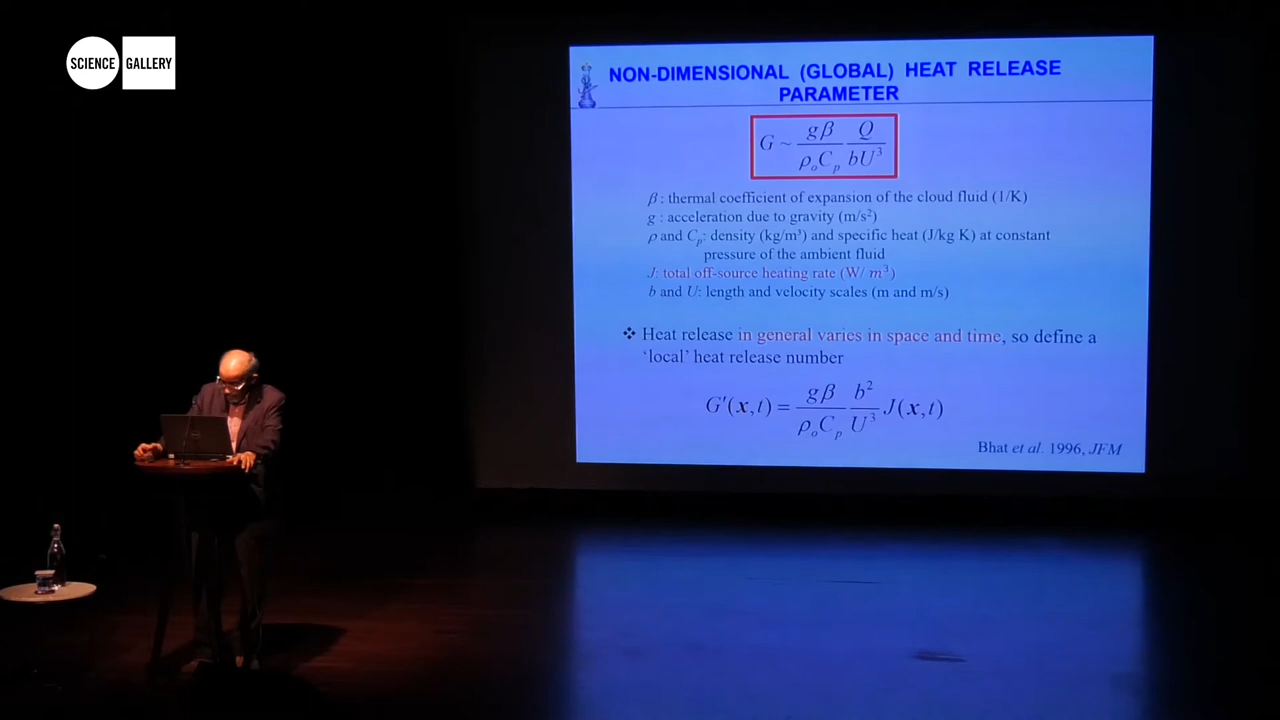 SCIENCE GALLERY
NON-DIMENSIONAL (GLOBAL) HEAT RELEASE
PARAMETER
G ~ gβ/ρₒCₚ Q/bU³
β : thermal coefficient of expansion of the cloud fluid (1/K)
g : acceleration due to gravity (m/s²)
ρ and Cₚ: density (kg/m³) and specific heat (J/kg K) at constant
pressure of the ambient fluid
J: total off-source heating rate (W/ m³)
b and U: length and velocity scales (m and m/s)
❖ Heat release in general varies in space and time, so define a
‘local’ heat release number
G′(x,t) = gβ/ρₒCₚ b²/U³ J(x,t)
Bhat et al. 1996, JFM